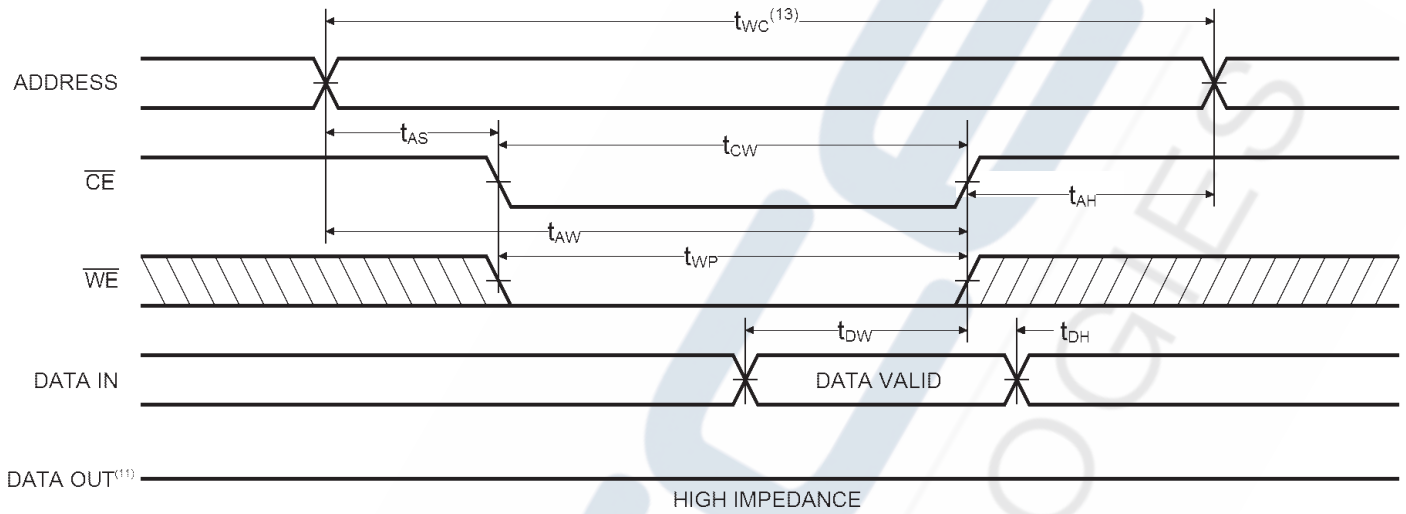 tWC(13)
ADDRESS
tAS
tCW
CE
tAH
tAW
tWP
WE
tDW
tDH
DATA IN
DATA VALID
DATA OUT(11)
HIGH IMPEDANCE
OGIES